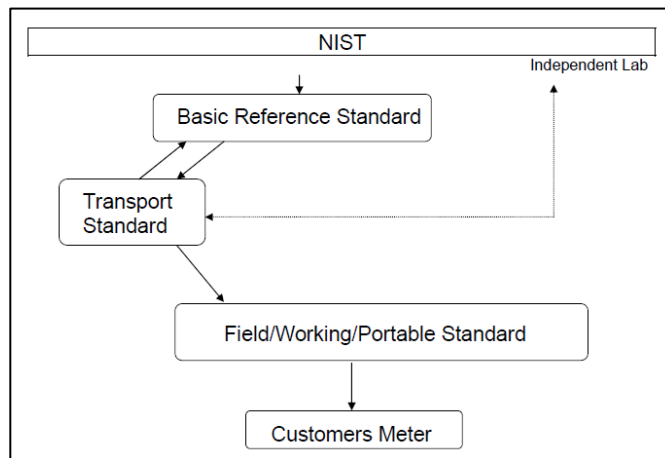 NIST
Independent Lab
Basic Reference Standard
Transport
Standard
Field/Working/Portable Standard
Customers Meter